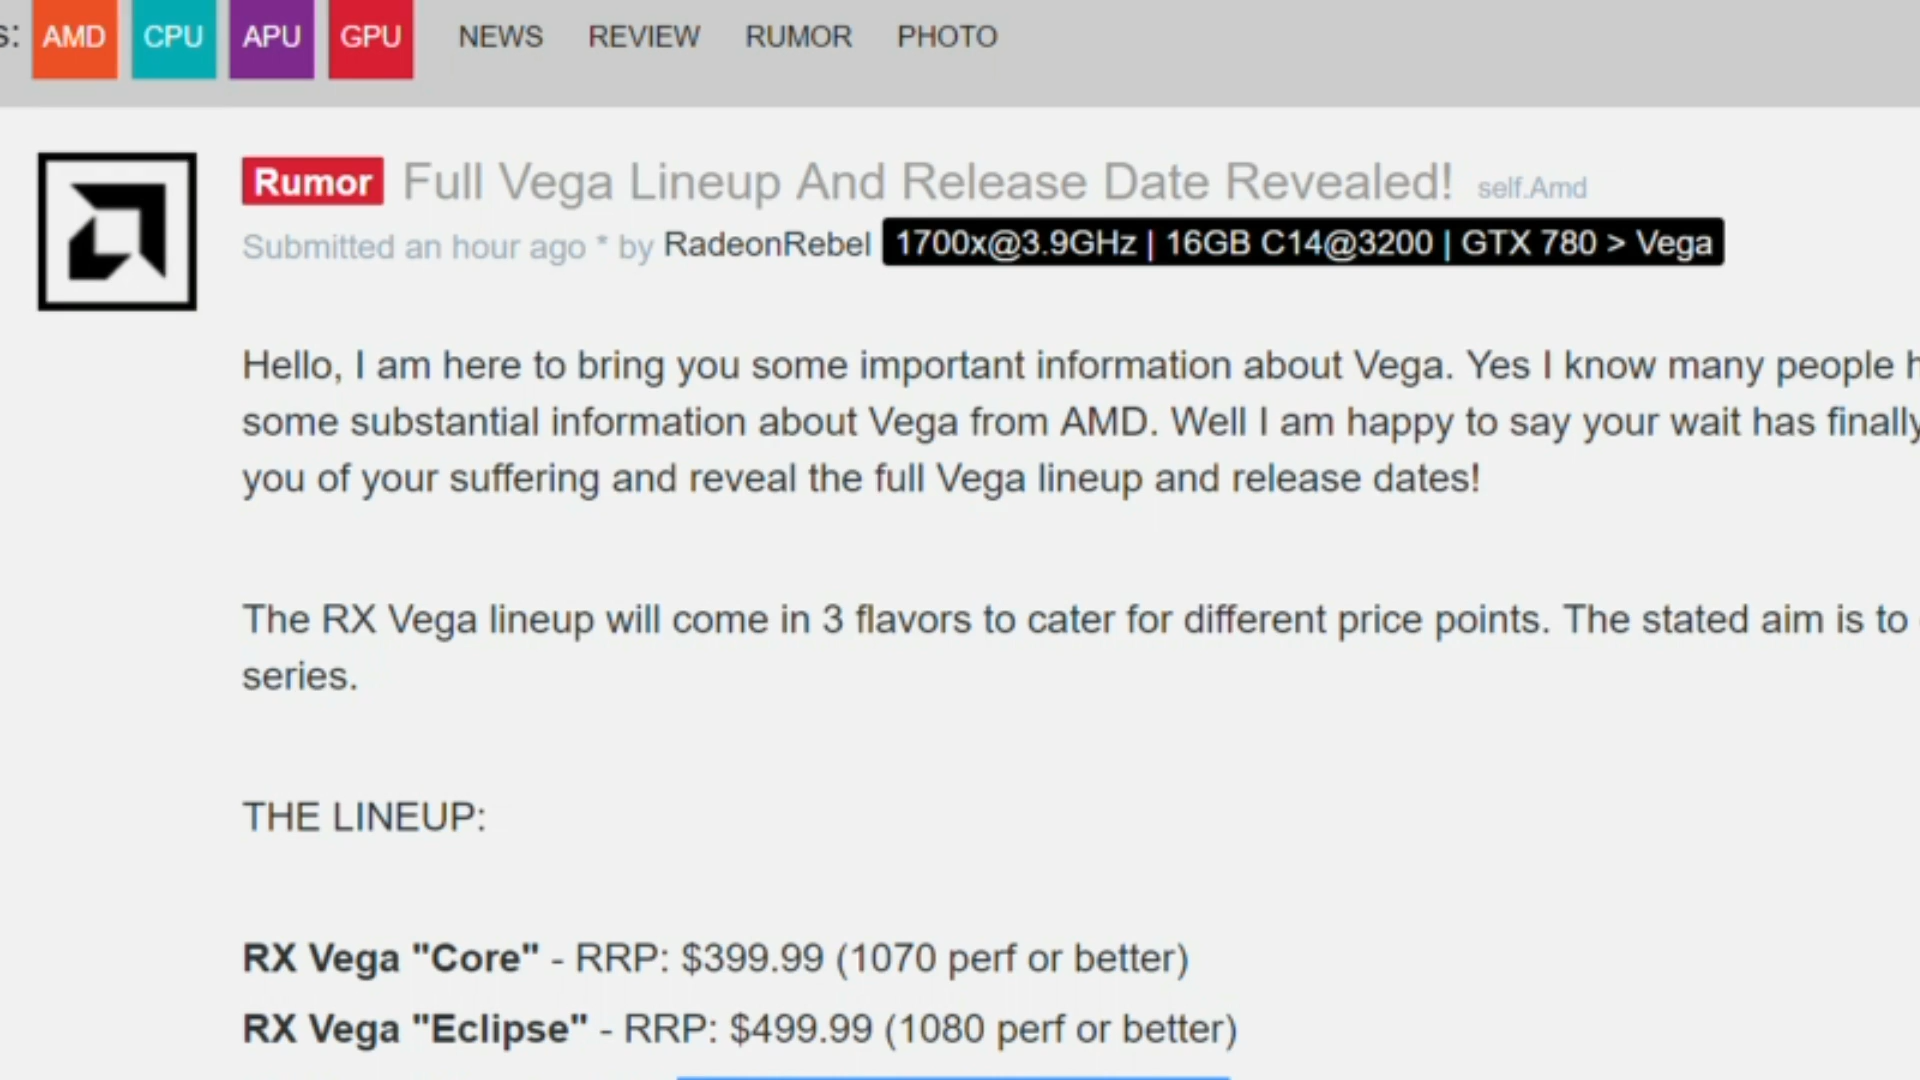 s: AMD CPU APU GPU NEWS REVIEW RUMOR PHOTO
Rumor Full Vega Lineup And Release Date Revealed! self.Amd
Submitted an hour ago * by RadeonRebel 1700x@3.9GHz | 16GB C14@3200 | GTX 780 > Vega
Hello, I am here to bring you some important information about Vega. Yes I know many people h
some substantial information about Vega from AMD. Well I am happy to say your wait has finally
you of your suffering and reveal the full Vega lineup and release dates!
The RX Vega lineup will come in 3 flavors to cater for different price points. The stated aim is to
series.
THE LINEUP:
RX Vega "Core" - RRP: $399.99 (1070 perf or better)
RX Vega "Eclipse" - RRP: $499.99 (1080 perf or better)